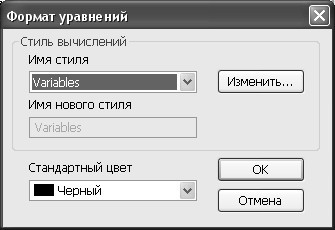 Формат уравнений
Стиль вычислений
Имя стиля
Variables
Изменить...
Имя нового стиля
Variables
Стандартный цвет
Черный
OK
Отмена